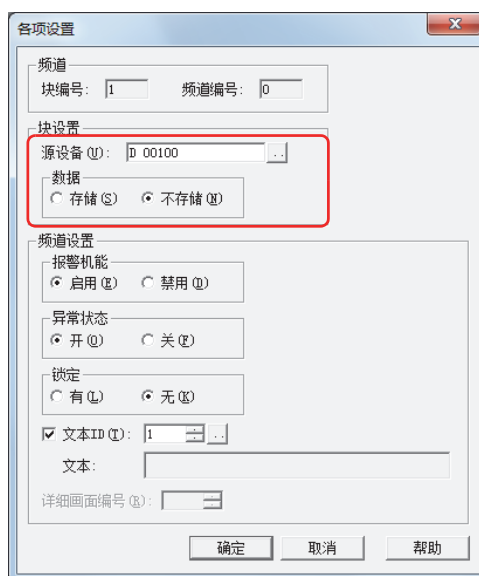 各项设置
频道
块编号: 1 频道编号: 0
块设置
源设备(U): D 00100 ..
数据
存储(S) 不存储(N)
频道设置
报警机能
启用(E) 禁用(D)
异常状态
开(O) 关(F)
锁定
有(L) 无(K)
文本ID(T): 1 ..
文本:
详细画面编号(R):
确定 取消 帮助